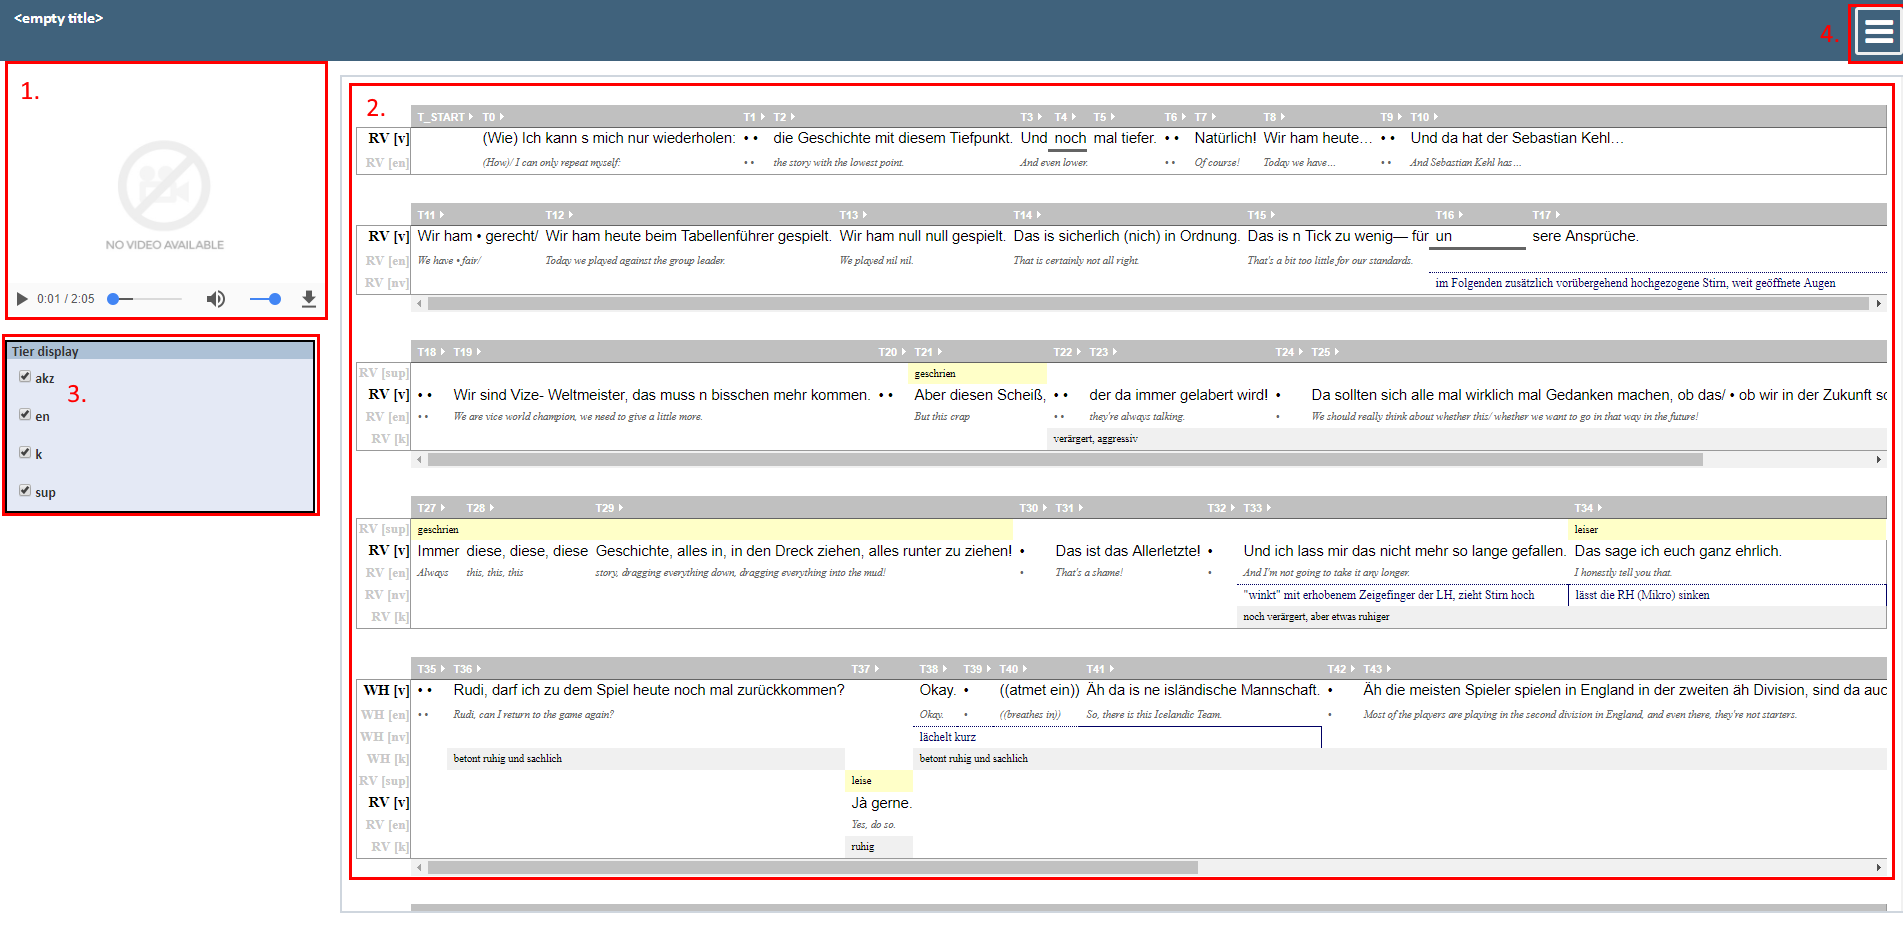 <empty title>
4.
1.
NO VIDEO AVAILABLE
0:01 / 2:05
Tier display
akz
3.
en
k
sup
2.
T_START T0 T1 T2 T3 T4 T5 T6 T7 T8 T9 T10
RV [v] (Wie) Ich kann s mich nur wiederholen: • • die Geschichte mit diesem Tiefpunkt. Und noch mal tiefer. • • Natürlich! Wir ham heute… • • Und da hat der Sebastian Kehl…
RV [en] (How)/ I can only repeat myself: • • the story with the lowest point. And even lower. • • Of course! Today we have… • • And Sebastian Kehl has…
T11 T12 T13 T14 T15 T16 T17
RV [v] Wir ham • gerecht/ Wir ham heute beim Tabellenführer gespielt. Wir ham null null gespielt. Das is sicherlich (nich) in Ordnung. Das is n Tick zu wenig— für un sere Ansprüche.
RV [en] We have • fair/ Today we played against the group leader. We played nil nil. That is certainly not all right. That's a bit too little for our standards.
RV [nv] im Folgenden zusätzlich vorübergehend hochgezogene Stirn, weit geöffnete Augen
T18 T19 T20 T21 T22 T23 T24 T25
RV [sup] geschrien
RV [v] • • Wir sind Vize- Weltmeister, das muss n bisschen mehr kommen. • • Aber diesen Scheiß, • • der da immer gelabert wird! • Da sollten sich alle mal wirklich mal Gedanken machen, ob das/ • ob wir in der Zukunft so
RV [en] • • We are vice world champion, we need to give a little more. But this crap • • they're always talking. • We should really think about whether this/ whether we want to go in that way in the future!
RV [k] verärgert, aggressiv
T27 T28 T29 T30 T31 T32 T33 T34
RV [sup] geschrien leiser
RV [v] Immer diese, diese, diese Geschichte, alles in, in den Dreck ziehen, alles runter zu ziehen! • Das ist das Allerletzte! • Und ich lass mir das nicht mehr so lange gefallen. Das sage ich euch ganz ehrlich.
RV [en] Always this, this, this story, dragging everything down, dragging everything into the mud! • That's a shame! • And I'm not going to take it any longer. I honestly tell you that.
RV [nv] "winkt" mit erhobenem Zeigefinger der LH, zieht Stirn hoch lässt die RH (Mikro) sinken
RV [k] noch verärgert, aber etwas ruhiger
T35 T36 T37 T38 T39 T40 T41 T42 T43
WH [v] • • Rudi, darf ich zu dem Spiel heute noch mal zurückkommen? Okay. • ((atmet ein)) Äh da is ne isländische Mannschaft. • Äh die meisten Spieler spielen in England in der zweiten äh Division, sind da auc
WH [en] • • Rudi, can I return to the game again? Okay. • ((breathes in)) So, there is this Icelandic Team. • Most of the players are playing in the second division in England, and even there, they're not starters.
WH [nv] lächelt kurz
WH [k] betont ruhig und sachlich betont ruhig und sachlich
RV [sup] leise
RV [v] Jà gerne.
RV [en] Yes, do so.
RV [k] ruhig